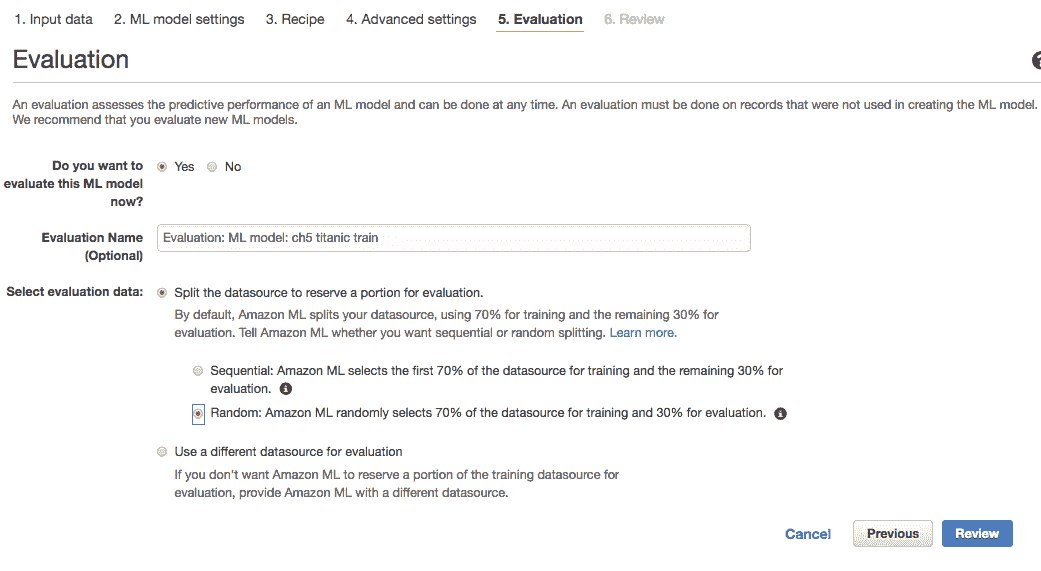 1. Input data 2. ML model settings 3. Recipe 4. Advanced settings 5. Evaluation 6. Review
Evaluation
An evaluation assesses the predictive performance of an ML model and can be done at any time. An evaluation must be done on records that were not used in creating the ML model.
We recommend that you evaluate new ML models.
Do you want to
evaluate this ML model
now?
Yes No
Evaluation Name
(Optional)
Evaluation: ML model: ch5 titanic train
Select evaluation data:
Split the datasource to reserve a portion for evaluation.
By default, Amazon ML splits your datasource, using 70% for training and the remaining 30% for
evaluation. Tell Amazon ML whether you want sequential or random splitting. Learn more.
Sequential: Amazon ML selects the first 70% of the datasource for training and the remaining 30% for
evaluation.
Random: Amazon ML randomly selects 70% of the datasource for training and 30% for evaluation.
Use a different datasource for evaluation
If you don't want Amazon ML to reserve a portion of the training datasource for
evaluation, provide Amazon ML with a different datasource.
Cancel Previous Review